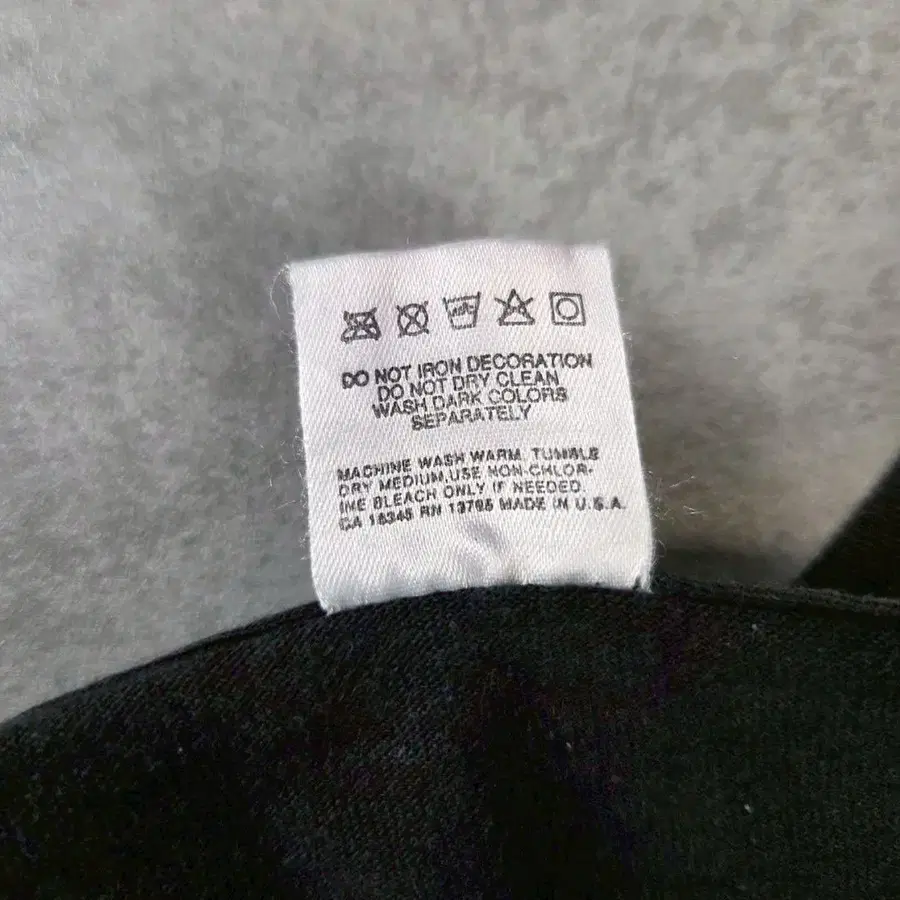 DO NOT IRON DECORATION
DO NOT DRY CLEAN
WASH DARK COLORS
SEPARATELY
MACHINE WASH WARM. TUMBLE
DRY MEDIUM. USE NON-CHLOR-
INE BLEACH ONLY IF NEEDED.
CA 18345 RN 13765 MADE IN U.S.A.